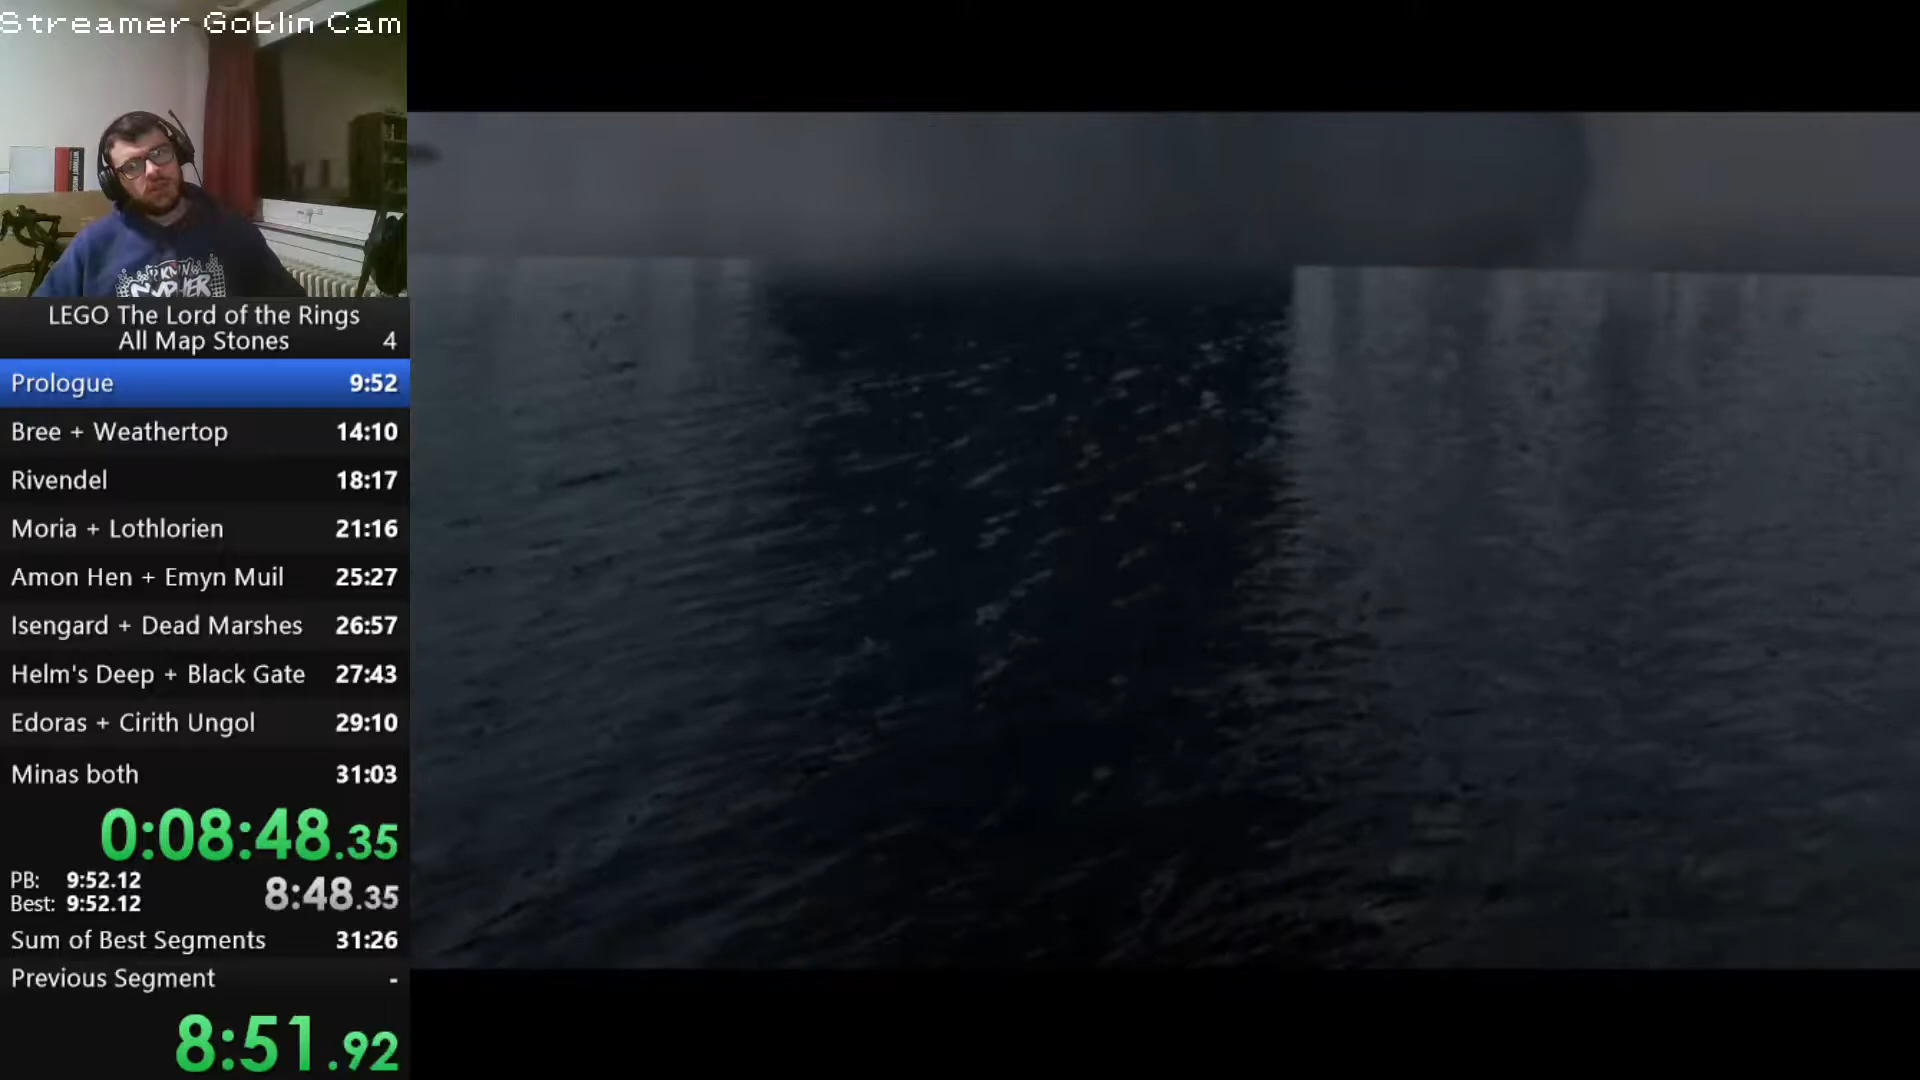 Streamer Goblin Cam
LEGO The Lord of the Rings
All Map Stones 4
Prologue 9:52
Bree + Weathertop 14:10
Rivendel 18:17
Moria + Lothlorien 21:16
Amon Hen + Emyn Muil 25:27
Isengard + Dead Marshes 26:57
Helm's Deep + Black Gate 27:43
Edoras + Cirith Ungol 29:10
Minas both 31:03
0:08:48.35
PB: 9:52.12
Best: 9:52.12
8:48.35
Sum of Best Segments 31:26
Previous Segment -
8:51.92